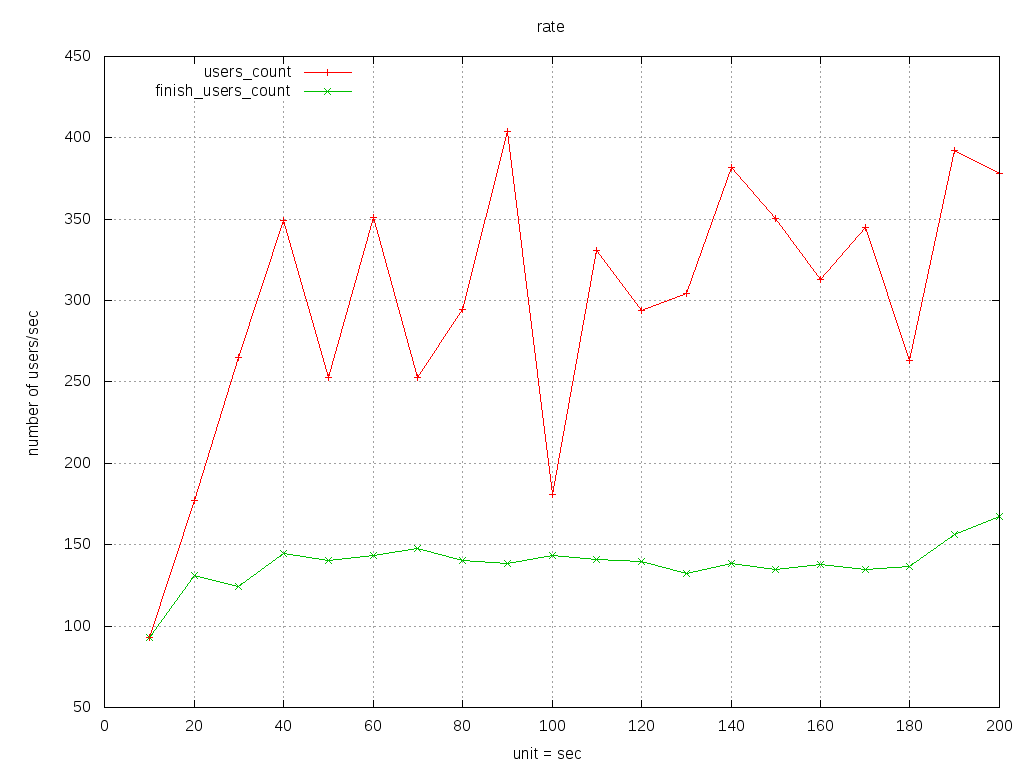 rate
users_count
finish_users_count
450
400
350
300
250
200
150
100
50
number of users/sec
0 20 40 60 80 100 120 140 160 180 200
unit = sec